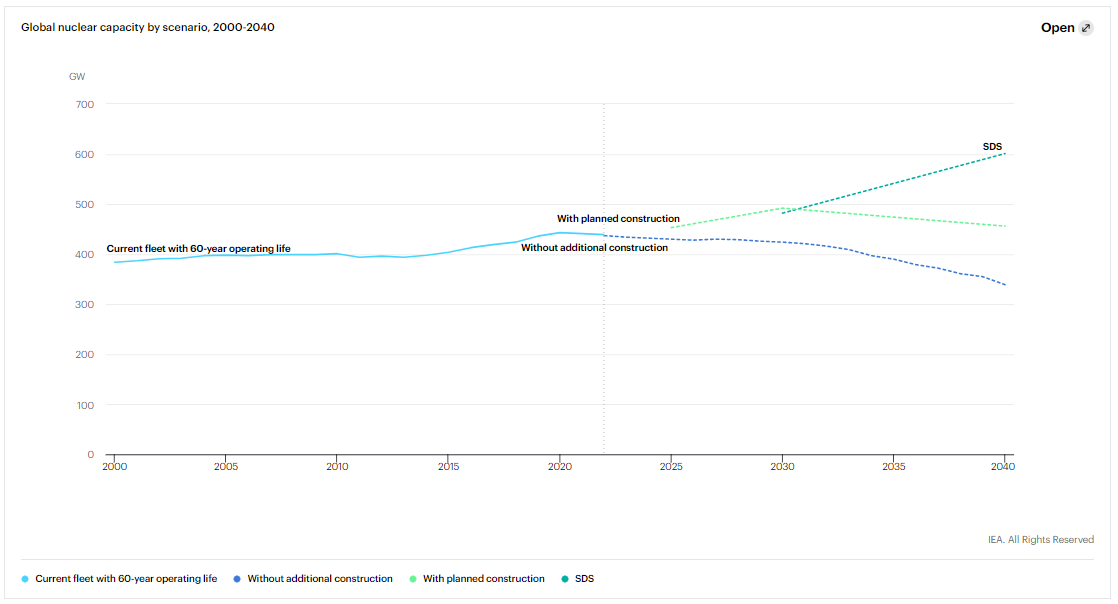 Global nuclear capacity by scenario, 2000-2040
Open
GW
700
600
500
400
300
200
100
0
SDS
With planned construction
Without additional construction
Current fleet with 60-year operating life
2000 2005 2010 2015 2020 2025 2030 2035 2040
IEA. All Rights Reserved
Current fleet with 60-year operating life Without additional construction With planned construction SDS